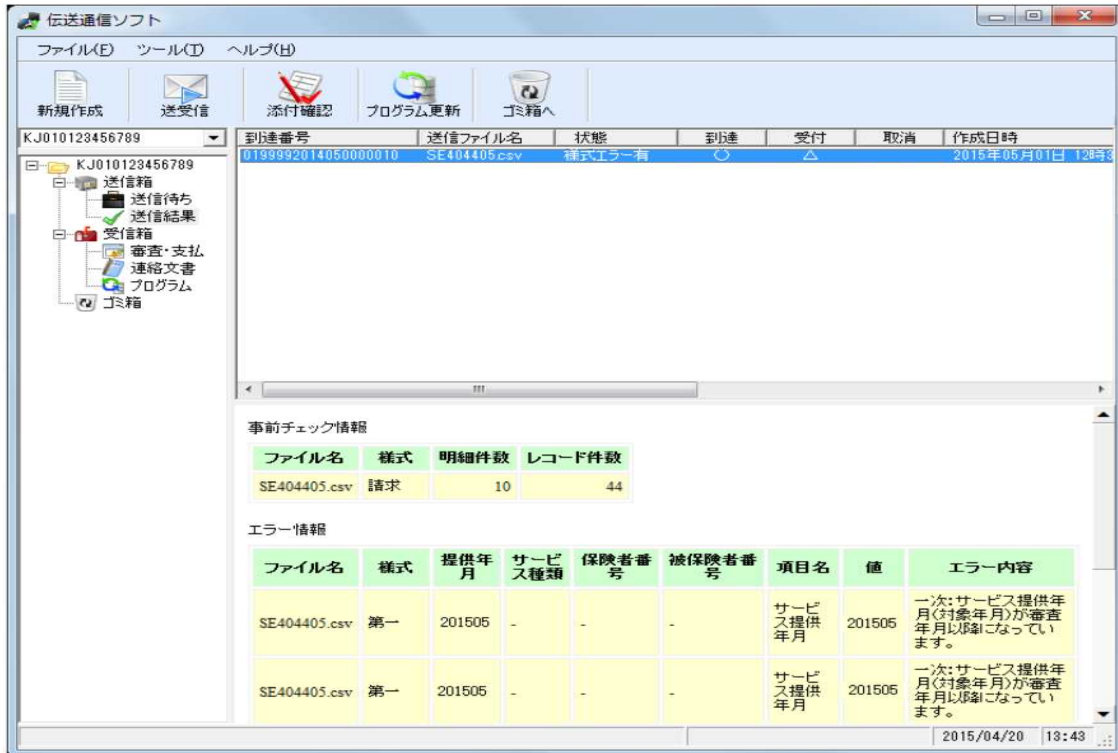 伝送通信ソフト
ファイル(F) ツール(T) ヘルプ(H)
新規作成 送受信 添付確認 プログラム更新 ゴミ箱へ
KJ010123456789
到達番号 送信ファイル名 状態 到達 受付 取消 作成日時
0199992014050000010 SE404405.csv 様式エラー有 〇 △ 2015年05月01日 12時3
KJ010123456789
送信箱
送信待ち
送信結果
受信箱
審査・支払
連絡文書
プログラム
ゴミ箱
事前チェック情報
ファイル名 様式 明細件数 レコード件数
SE404405.csv 請求 10 44
エラー情報
ファイル名 様式 提供年
月 サービ
ス種類 保険者番
号 被保険者番
号 項目名 値 エラー内容
SE404405.csv 第一 201505 - - - サービ
ス提供
年月 201505 一次:サービス提供年
月(対象年月)が審査
年月以降になってい
ます。
SE404405.csv 第一 201505 - - - サービ
ス提供
年月 201505 一次:サービス提供年
月(対象年月)が審査
年月以降になってい
ます。
2015/04/20 13:43